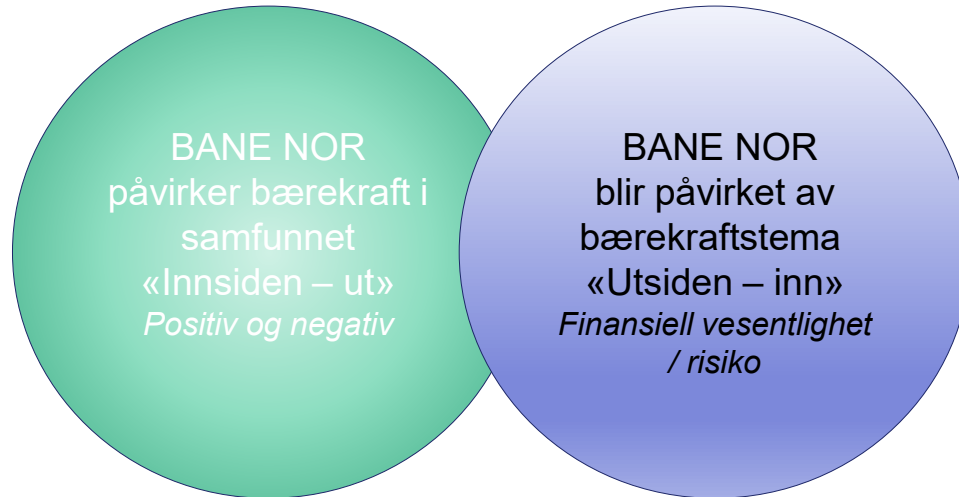 BANE NOR
påvirker bærekraft i
samfunnet
«Innsiden – ut»
Positiv og negativ
BANE NOR
blir påvirket av
bærekraftstema
«Utsiden – inn»
Finansiell vesentlighet
/ risiko